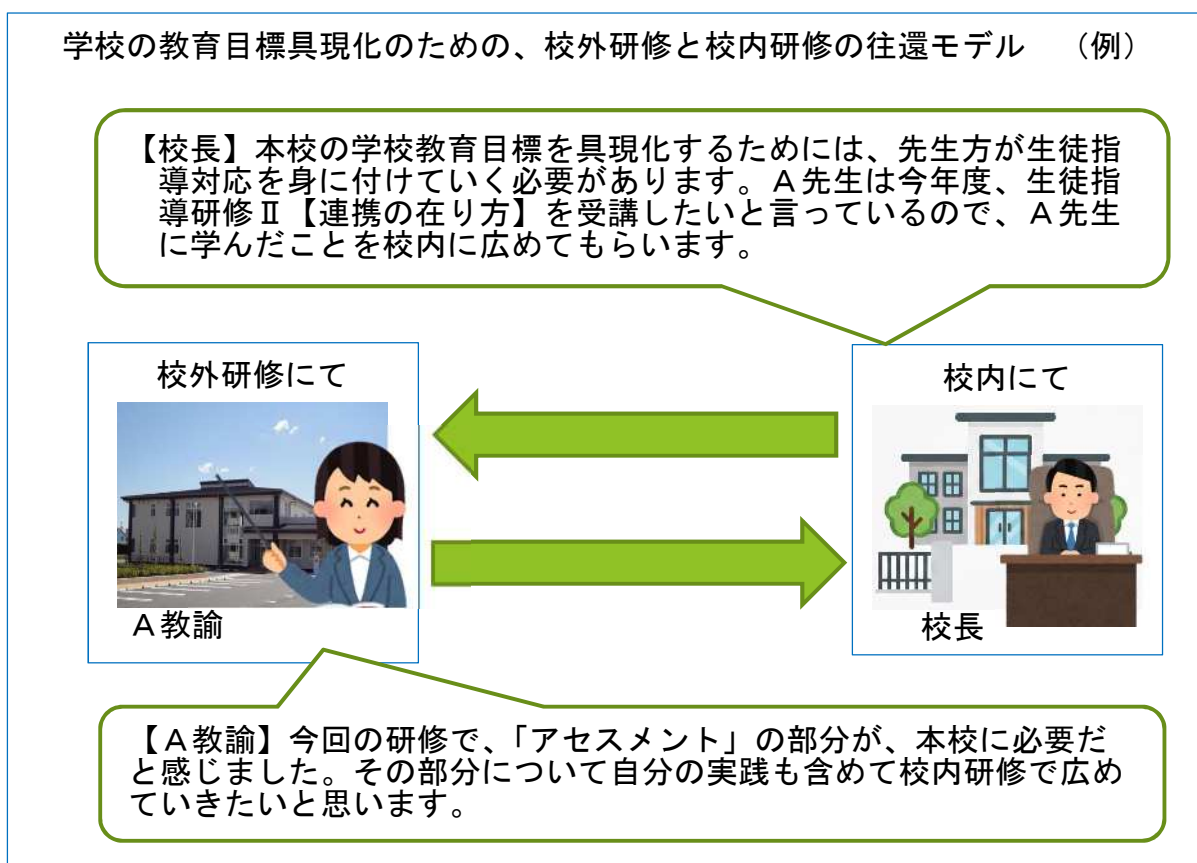 学校の教育目標具現化のための、校外研修と校内研修の往還モデル　（例）
【校長】本校の学校教育目標を具現化するためには、先生方が生徒指
導対応を身に付けていく必要があります。Ａ先生は今年度、生徒指
導研修Ⅱ【連携の在り方】を受講したいと言っているので、Ａ先生
に学んだことを校内に広めてもらいます。
校外研修にて
Ａ教諭
校内にて
校長
【Ａ教諭】今回の研修で、「アセスメント」の部分が、本校に必要だ
と感じました。その部分について自分の実践も含めて校内研修で広め
ていきたいと思います。